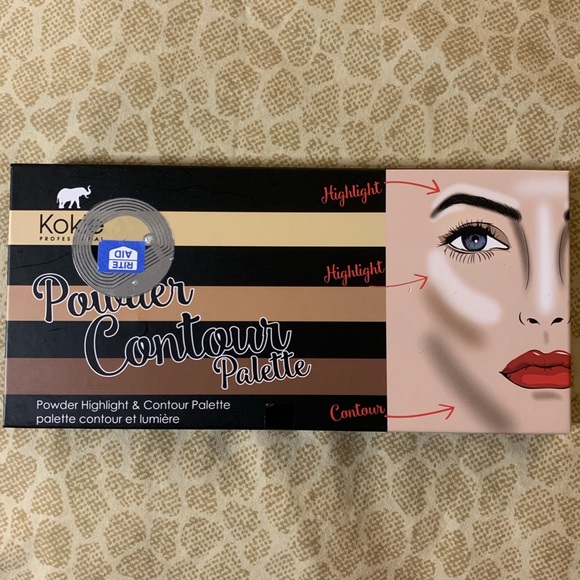 Kokie
PROFESSIONAL
RITE
AID
Powder
Contour
Palette
Powder Highlight & Contour Palette
palette contour et lumière
Highlight
Highlight
Contour